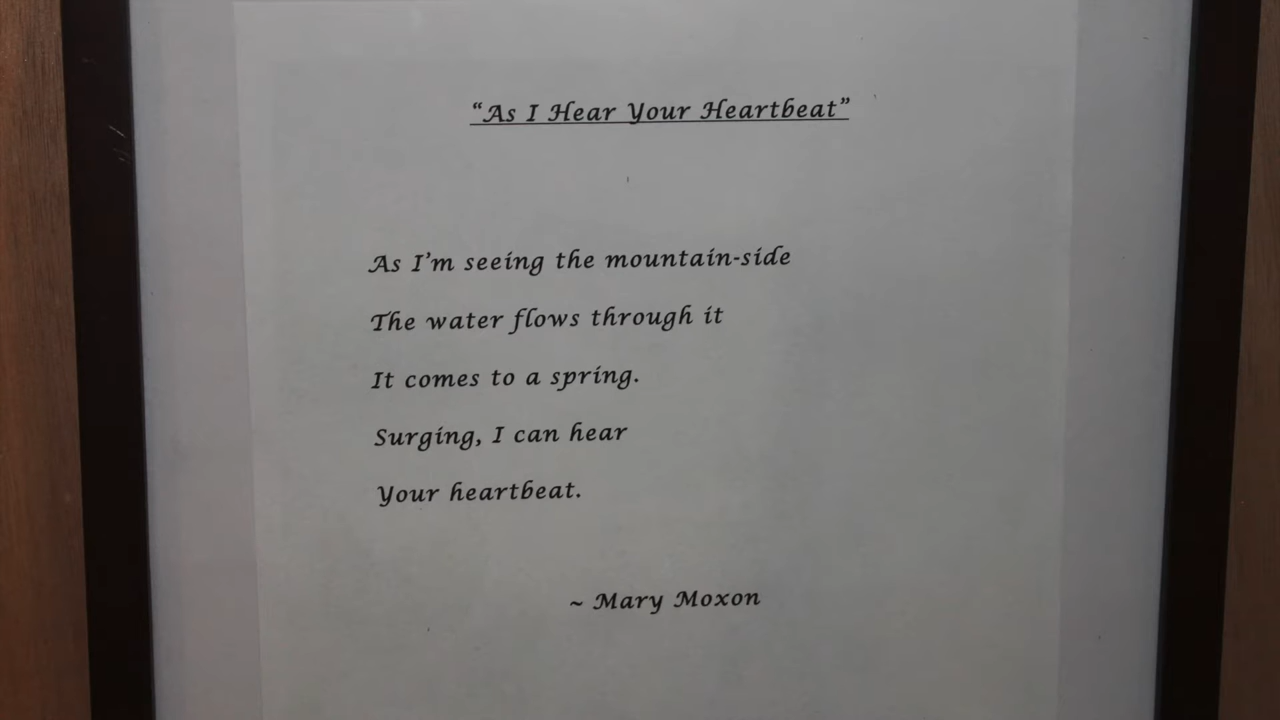 “As I Hear Your Heartbeat”
As I’m seeing the mountain-side
The water flows through it
It comes to a spring.
Surging, I can hear
Your heartbeat.
~ Mary Moxon